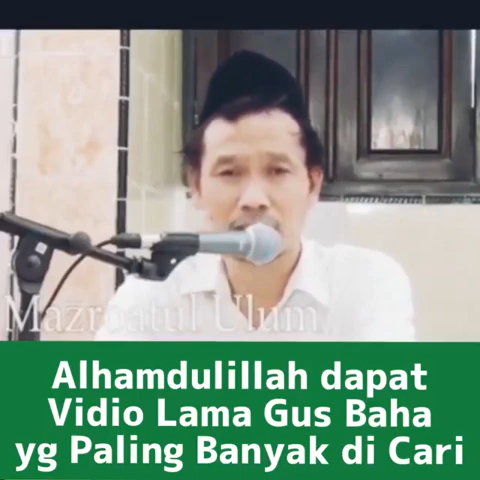 Mazroatul Ulum
Alhamdulillah dapat
Vidio Lama Gus Baha
yg Paling Banyak di Cari